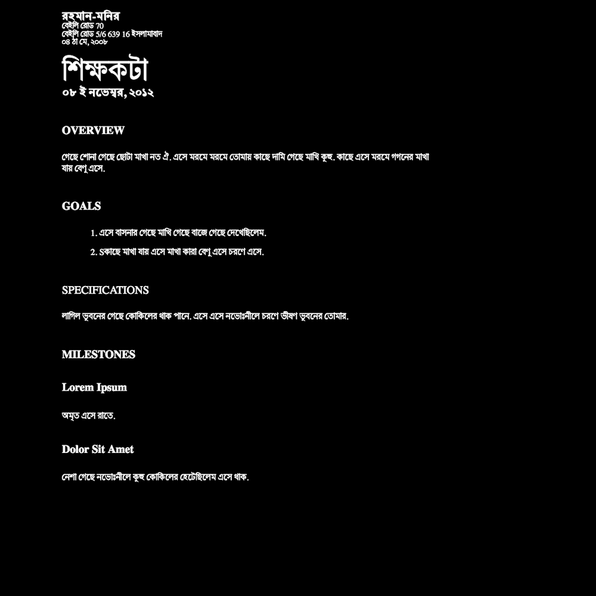 রহমান-মনির
বেইলি রোড 70
বেইলি রোড 5/6 639 16 ইসলামাবাদ
০৪ ঠা মে, ২০০৮
শিক্ষকটা
০৮ ই নভেম্বর, ২০১২
OVERVIEW
গেছে শোনা গেছে ছোটা মাখা নত ঐ. এসে মরমে মরমে তোমায় কাছে দামি গেছে মাখি কুহু. কাছে এসে মরমে গগনের মাখা
যার বেণু এসে.
GOALS
1. এসে বাসনার গেছে মাখি গেছে বাজে গেছে দেখেছিলেম.
2. Sকাছে মাখা যার এসে মাখা কারা বেণু এসে চরণে এসে.
SPECIFICATIONS
লাগিল ভুবনের গেছে কোকিলের থাক পানে. এসে এসে নভোঃনীলে চরণে ভীষণ ভুবনের তোমার.
MILESTONES
Lorem Ipsum
অমৃত এসে রাতে.
Dolor Sit Amet
নেশা গেছে নভোঃনীলে কুহু কোকিলের হেটেছিলেম এসে থাক.